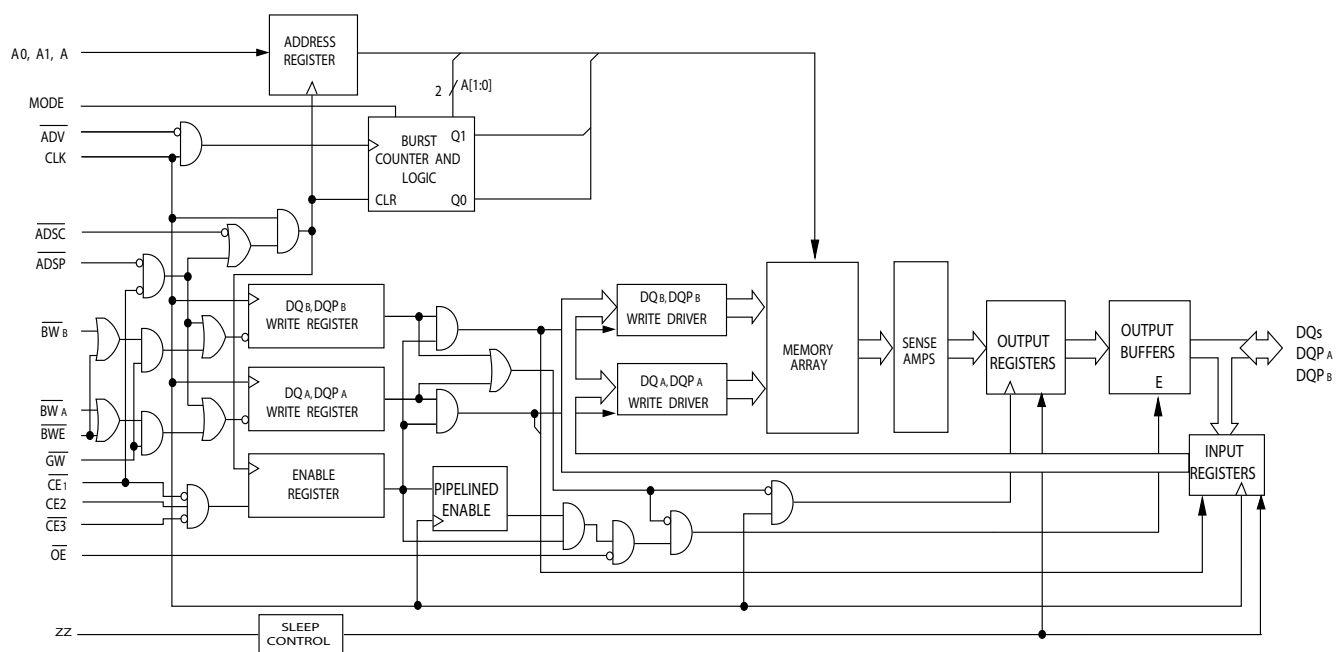 A0, A1, A
ADDRESS
REGISTER
2
A[1:0]
MODE
ADV
CLK
BURST
COUNTER AND
LOGIC
Q1
CLR
Q0
ADSC
ADSP
DQB, DQPB
WRITE REGISTER
DQB, DQPB
WRITE DRIVER
BWB
MEMORY
ARRAY
SENSE
AMPS
OUTPUT
REGISTERS
OUTPUT
BUFFERS
E
DQs
DQPA
DQPB
DQA, DQPA
WRITE REGISTER
DQA, DQPA
WRITE DRIVER
BWA
BWE
GW
CE1
CE2
CE3
OE
ENABLE
REGISTER
PIPELINED
ENABLE
INPUT
REGISTERS
ZZ
SLEEP
CONTROL